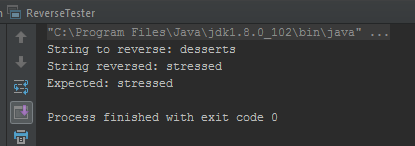 ReverseTester
"C:\Program Files\Java\jdk1.8.0_102\bin\java" ...
String to reverse: desserts
String reversed: stressed
Expected: stressed
Process finished with exit code 0